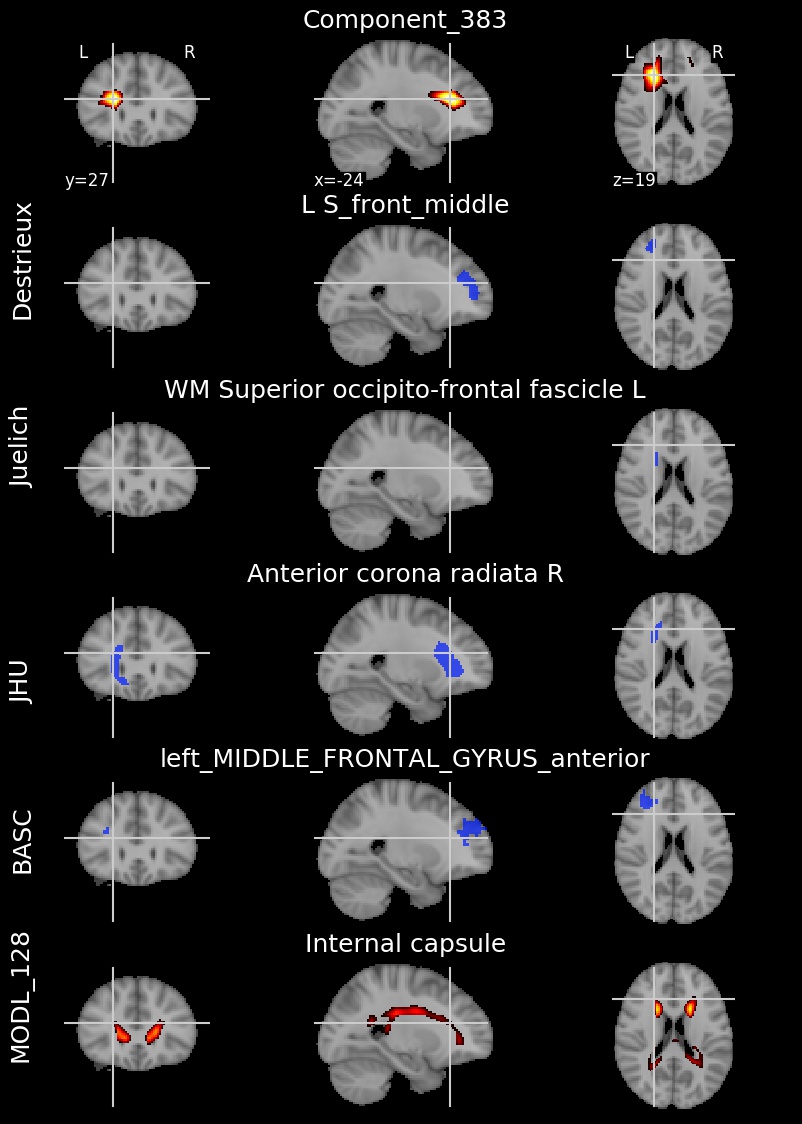 Component_383
L R L R
y=27 x=-24 z=19
L S_front_middle
Destrieux
WM Superior occipito-frontal fascicle L
Juelich
Anterior corona radiata R
JHU
left_MIDDLE_FRONTAL_GYRUS_anterior
BASC
Internal capsule
MODL_128